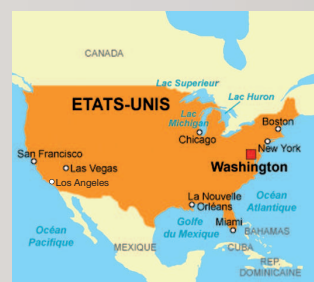 CANADA
Lac Superieur
Lac Huron
ETATS-UNIS
Lac
Michigan
Boston
Chicago
New York
San Francisco
Las Vegas
Washington
Los Angeles
La Nouvelle
Orléans
Océan
Atlantique
Océan
Pacifique
Golfe
du Mexique
Miami
BAHAMAS
MEXIQUE
CUBA
REP.
DOMINICAINE